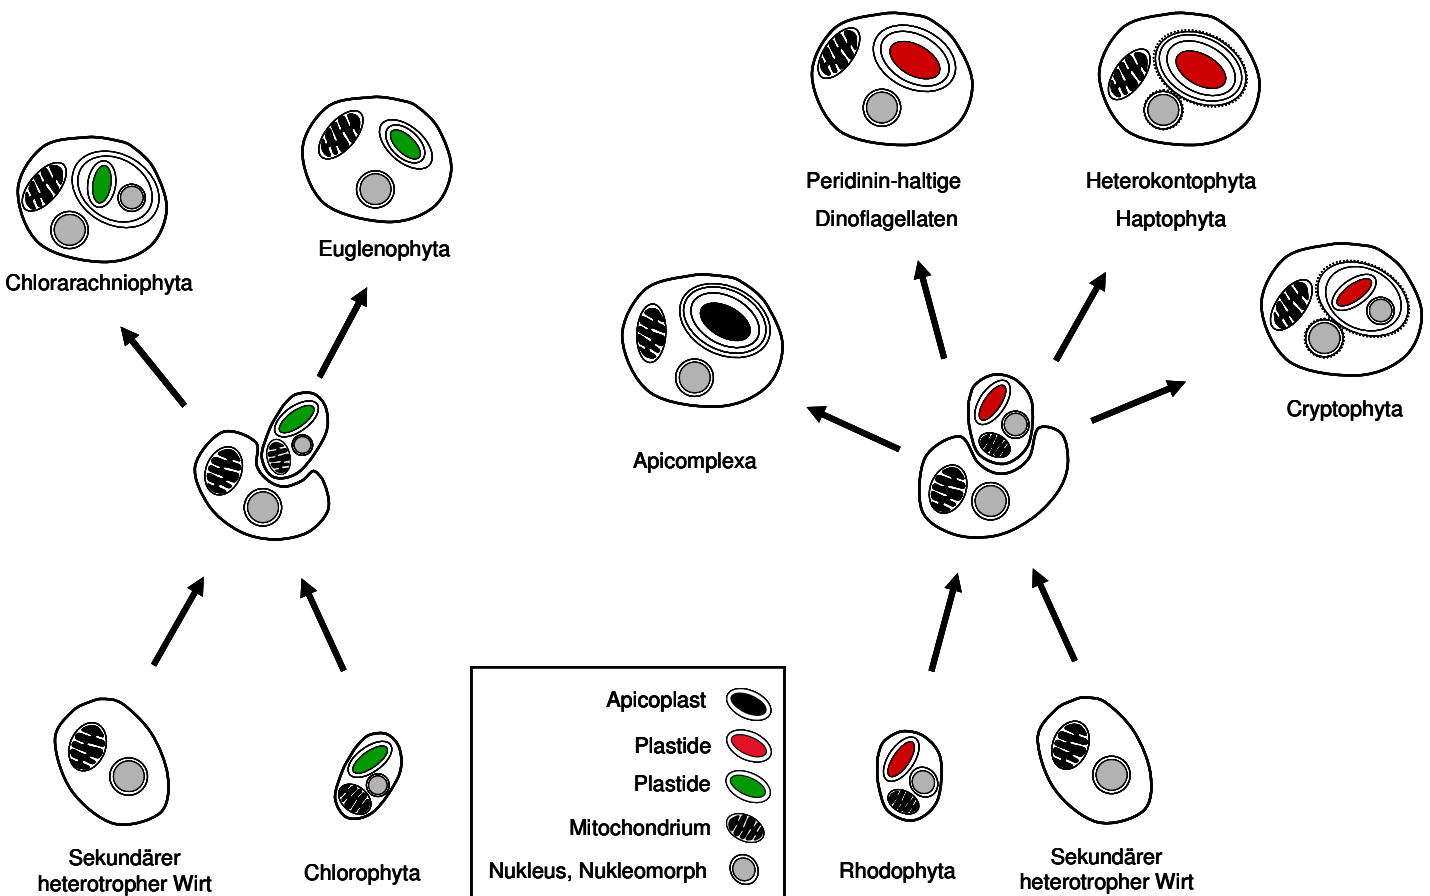 Peridinin-haltige
Dinoflagellaten
Heterokontophyta
Haptophyta
Euglenophyta
Chlorarachniophyta
Cryptophyta
Apicomplexa
Apicoplast
Plastide
Plastide
Mitochondrium
Nukleus, Nukleomorph
Sekundärer
heterotropher Wirt
Chlorophyta
Rhodophyta
Sekundärer
heterotropher Wirt